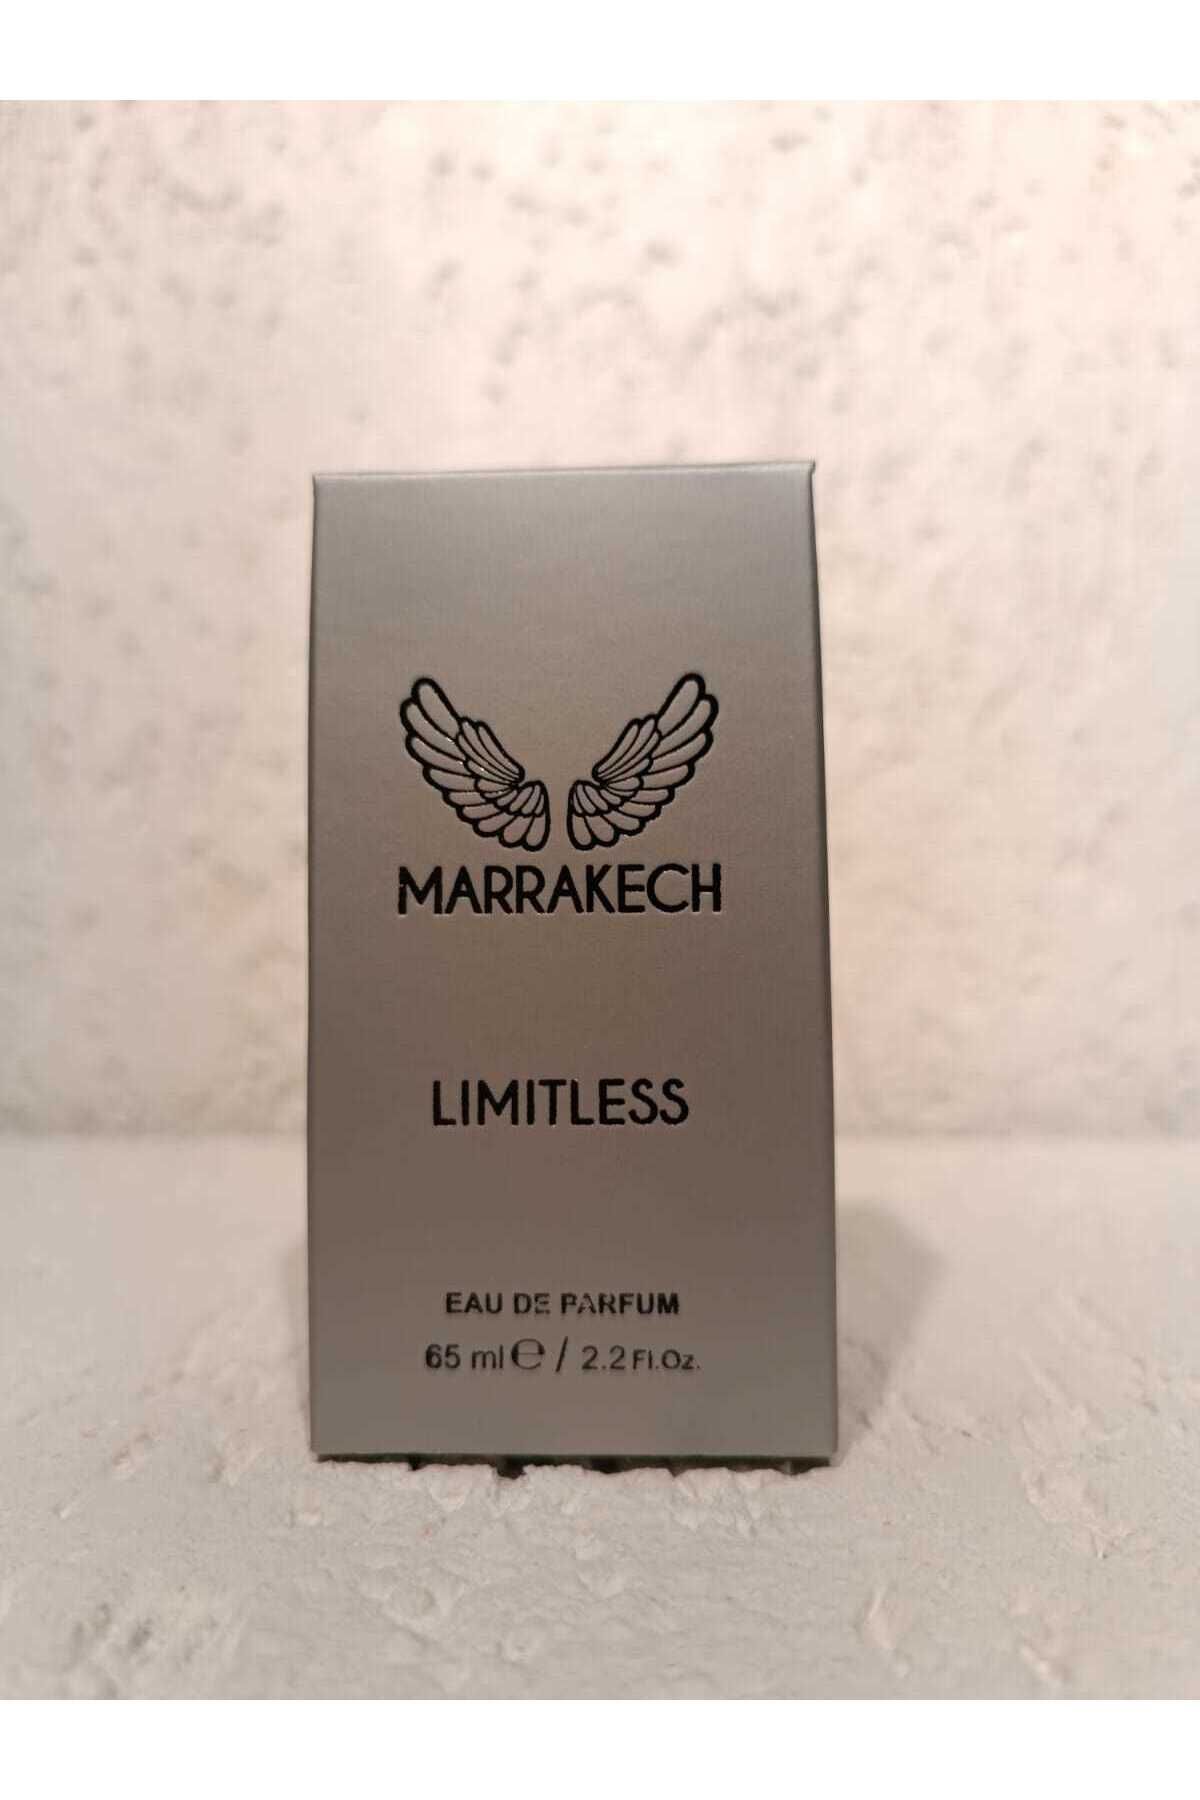 MARRAKECH
LIMITLESS
EAU DE PARFUM
65 ml ℮ / 2.2 Fl.Oz.